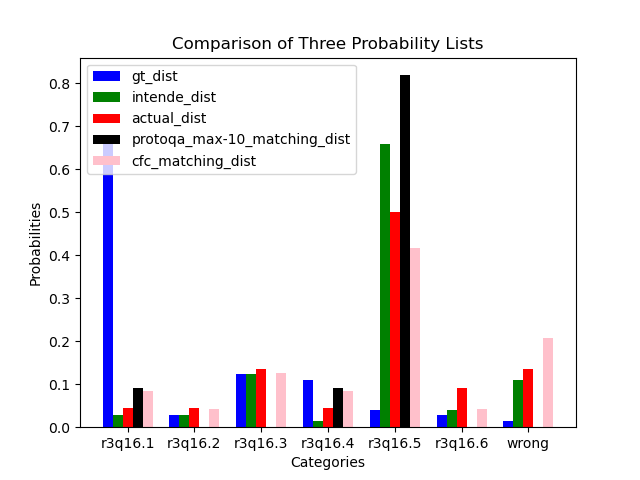 Comparison of Three Probability Lists
gt_dist
intende_dist
actual_dist
protoqa_max-10_matching_dist
cfc_matching_dist
Probabilities
0.8
0.7
0.6
0.5
0.4
0.3
0.2
0.1
0.0
r3q16.1 r3q16.2 r3q16.3 r3q16.4 r3q16.5 r3q16.6 wrong
Categories